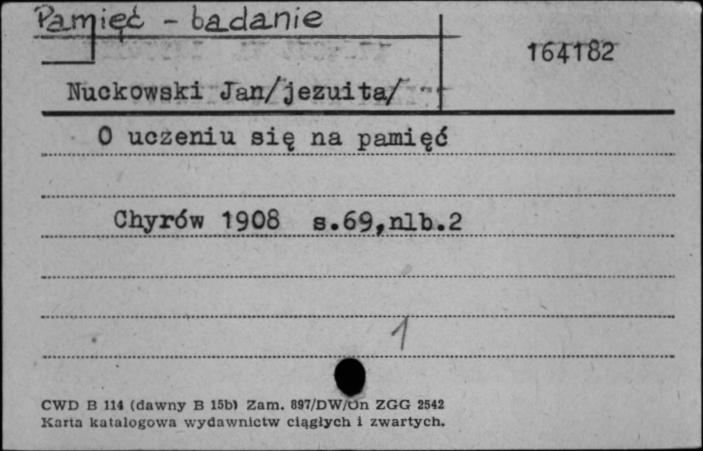 Pamięć - badanie
164182
Nuckowski Jan/jezuita/
O uczeniu się na pamięć
Chyrów 1908 s.69,nlb.2
1
CWD B 114 (dawny B 15b) Zam. 897/DW/On ZGG 2542
Karta katalogowa wydawnictw ciągłych i zwartych.